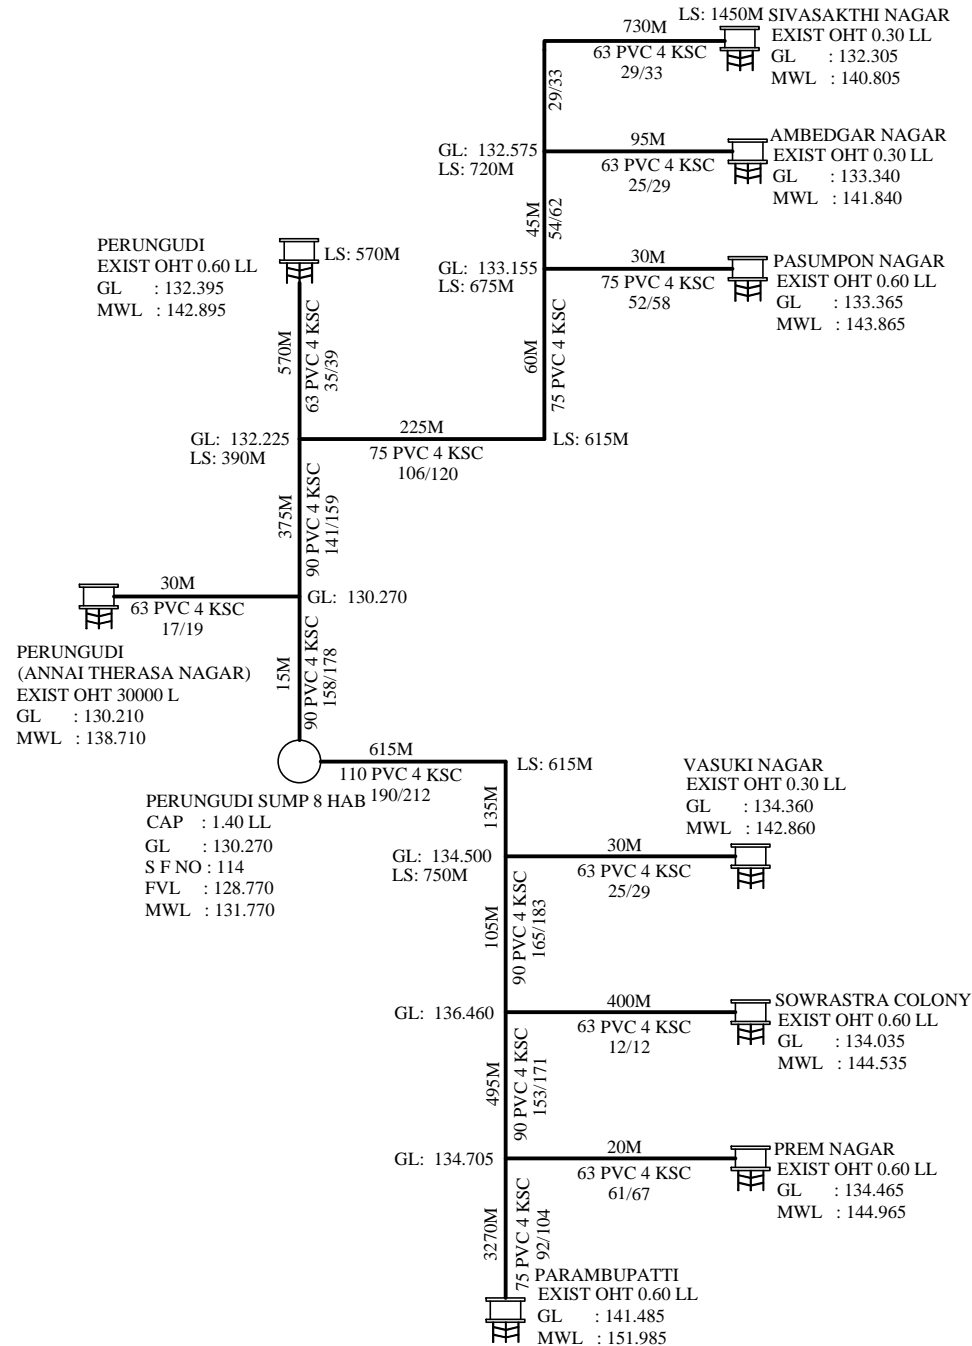 LS: 1450M
SIVASAKTHI NAGAR
EXIST OHT 0.30 LL
GL : 132.305
MWL : 140.805
730M
63 PVC 4 KSC
29/33
29/33
AMBEDGAR NAGAR
EXIST OHT 0.30 LL
GL : 133.340
MWL : 141.840
95M
63 PVC 4 KSC
25/29
GL: 132.575
LS: 720M
45M
54/62
PASUMPON NAGAR
EXIST OHT 0.60 LL
GL : 133.365
MWL : 143.865
30M
75 PVC 4 KSC
52/58
GL: 133.155
LS: 675M
60M
75 PVC 4 KSC
PERUNGUDI
EXIST OHT 0.60 LL
GL : 132.395
MWL : 142.895
LS: 570M
570M
63 PVC 4 KSC
35/39
GL: 132.225
LS: 390M
225M
75 PVC 4 KSC
106/120
LS: 615M
375M
90 PVC 4 KSC
141/159
30M
63 PVC 4 KSC
17/19
GL: 130.270
PERUNGUDI
(ANNAI THERASA NAGAR)
EXIST OHT 30000 L
GL : 130.210
MWL : 138.710
15M
90 PVC 4 KSC
158/178
615M
110 PVC 4 KSC
190/212
LS: 615M
PERUNGUDI SUMP 8 HAB
CAP : 1.40 LL
GL : 130.270
S F NO : 114
FVL : 128.770
MWL : 131.770
135M
VASUKI NAGAR
EXIST OHT 0.30 LL
GL : 134.360
MWL : 142.860
GL: 134.500
LS: 750M
30M
63 PVC 4 KSC
25/29
105M
90 PVC 4 KSC
165/183
GL: 136.460
400M
63 PVC 4 KSC
12/12
SOWRASTRA COLONY
EXIST OHT 0.60 LL
GL : 134.035
MWL : 144.535
495M
90 PVC 4 KSC
153/171
GL: 134.705
20M
63 PVC 4 KSC
61/67
PREM NAGAR
EXIST OHT 0.60 LL
GL : 134.465
MWL : 144.965
3270M
75 PVC 4 KSC
92/104
PARAMBUPATTI
EXIST OHT 0.60 LL
GL : 141.485
MWL : 151.985